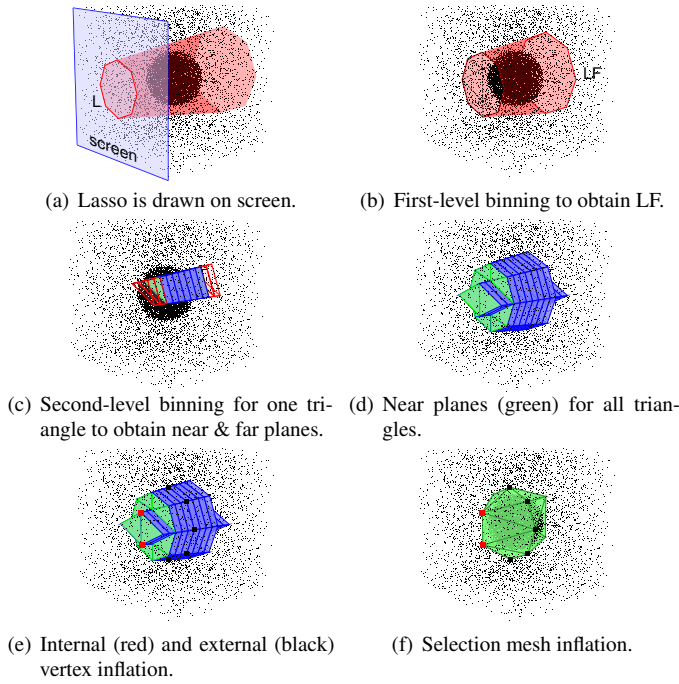 L
screen
LF
(a) Lasso is drawn on screen.
(b) First-level binning to obtain LF.
(c) Second-level binning for one tri-
angle to obtain near & far planes.
(d) Near planes (green) for all trian-
gles.
(e) Internal (red) and external (black)
vertex inflation.
(f) Selection mesh inflation.